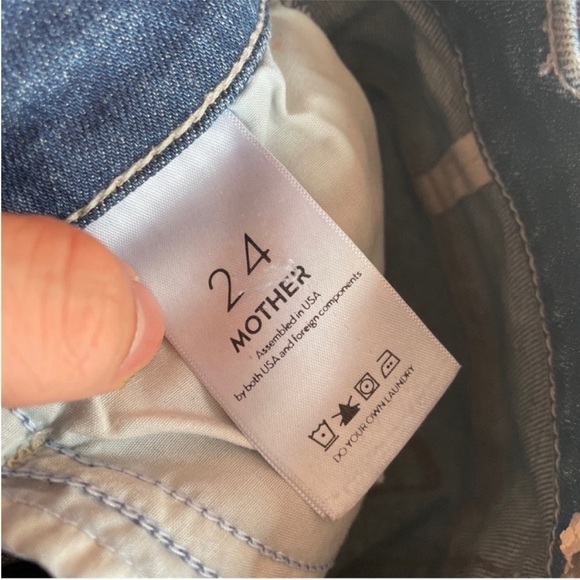 24
MOTHER
Assembled in USA
by both USA and foreign components
DO YOUR OWN LAUNDRY